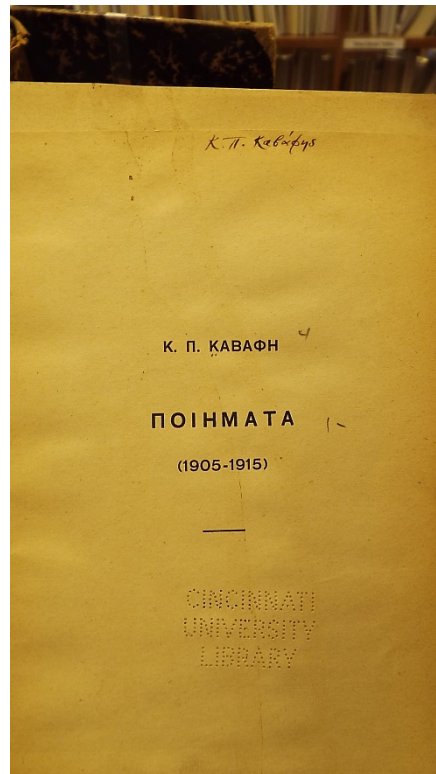 Κ. Π. Καβάφης
Κ. Π. ΚΑΒΑΦΗ
ΠΟΙΗΜΑΤΑ
(1905-1915)
CINCINNATI
UNIVERSITY
LIBRARY